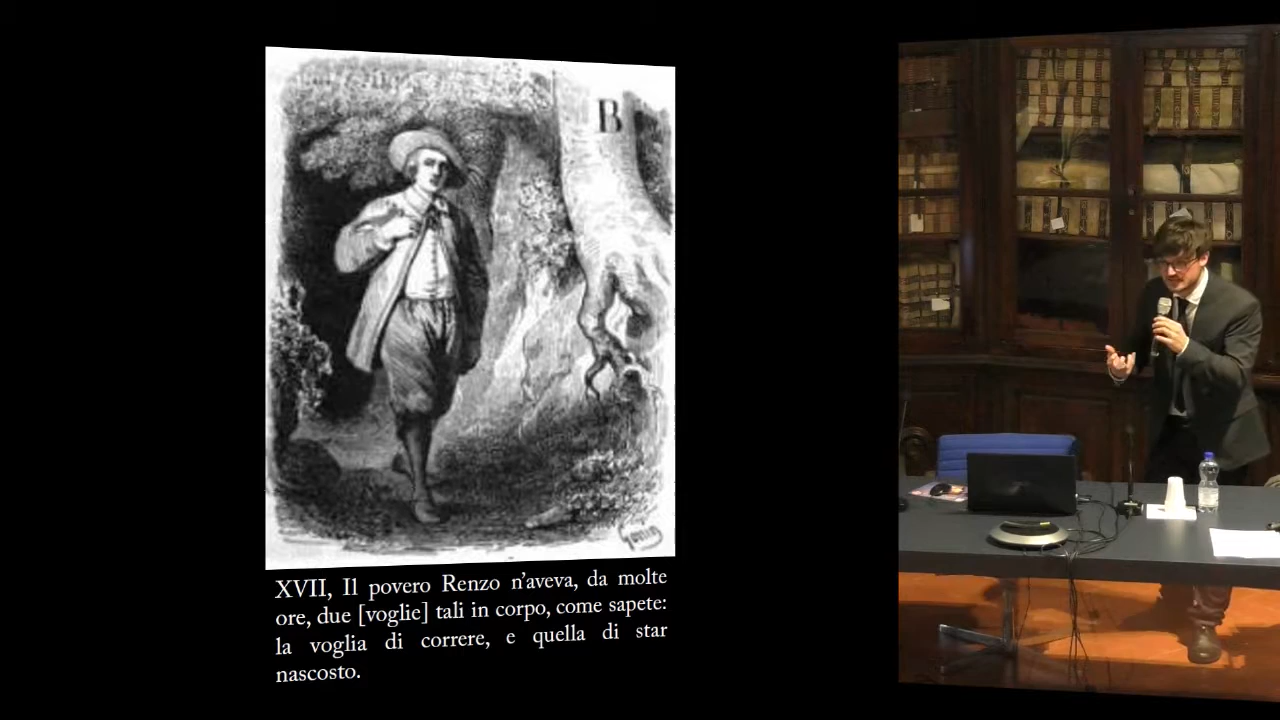 B
Gonin
XVII, Il povero Renzo n'aveva, da molte
ore, due [voglie] tali in corpo, come sapete:
la voglia di correre, e quella di star
nascosto.